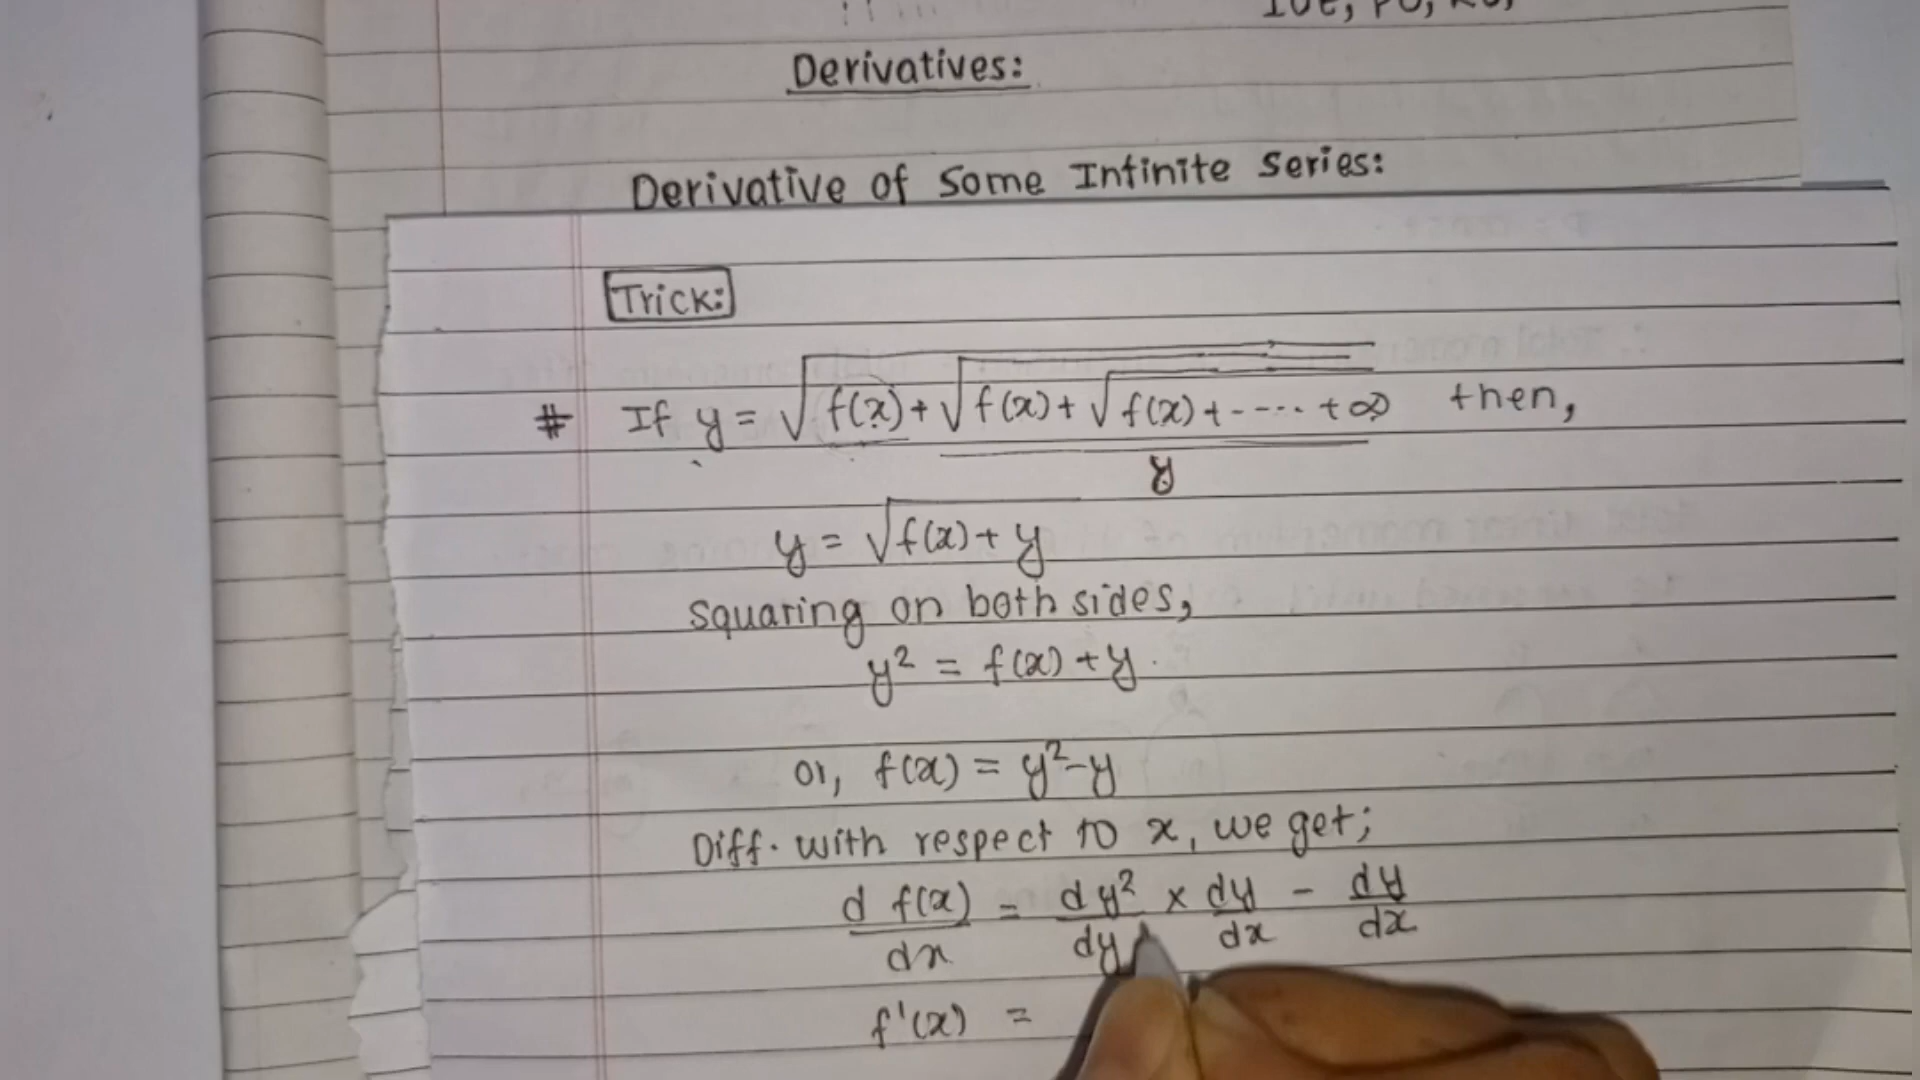 Derivatives:
Derivative of Some Infinite Series:
Trick:
# If y = √f(x) + √f(x) + √f(x) + - - ... + ∞ then,
y
y = √f(x) + y
Squaring on both sides,
y² = f(x) + y.
or, f(x) = y² - y
Diff. with respect to x, we get;
d f(x)/dx = dy²/dy × dy/dx - dy/dx
f'(x) =